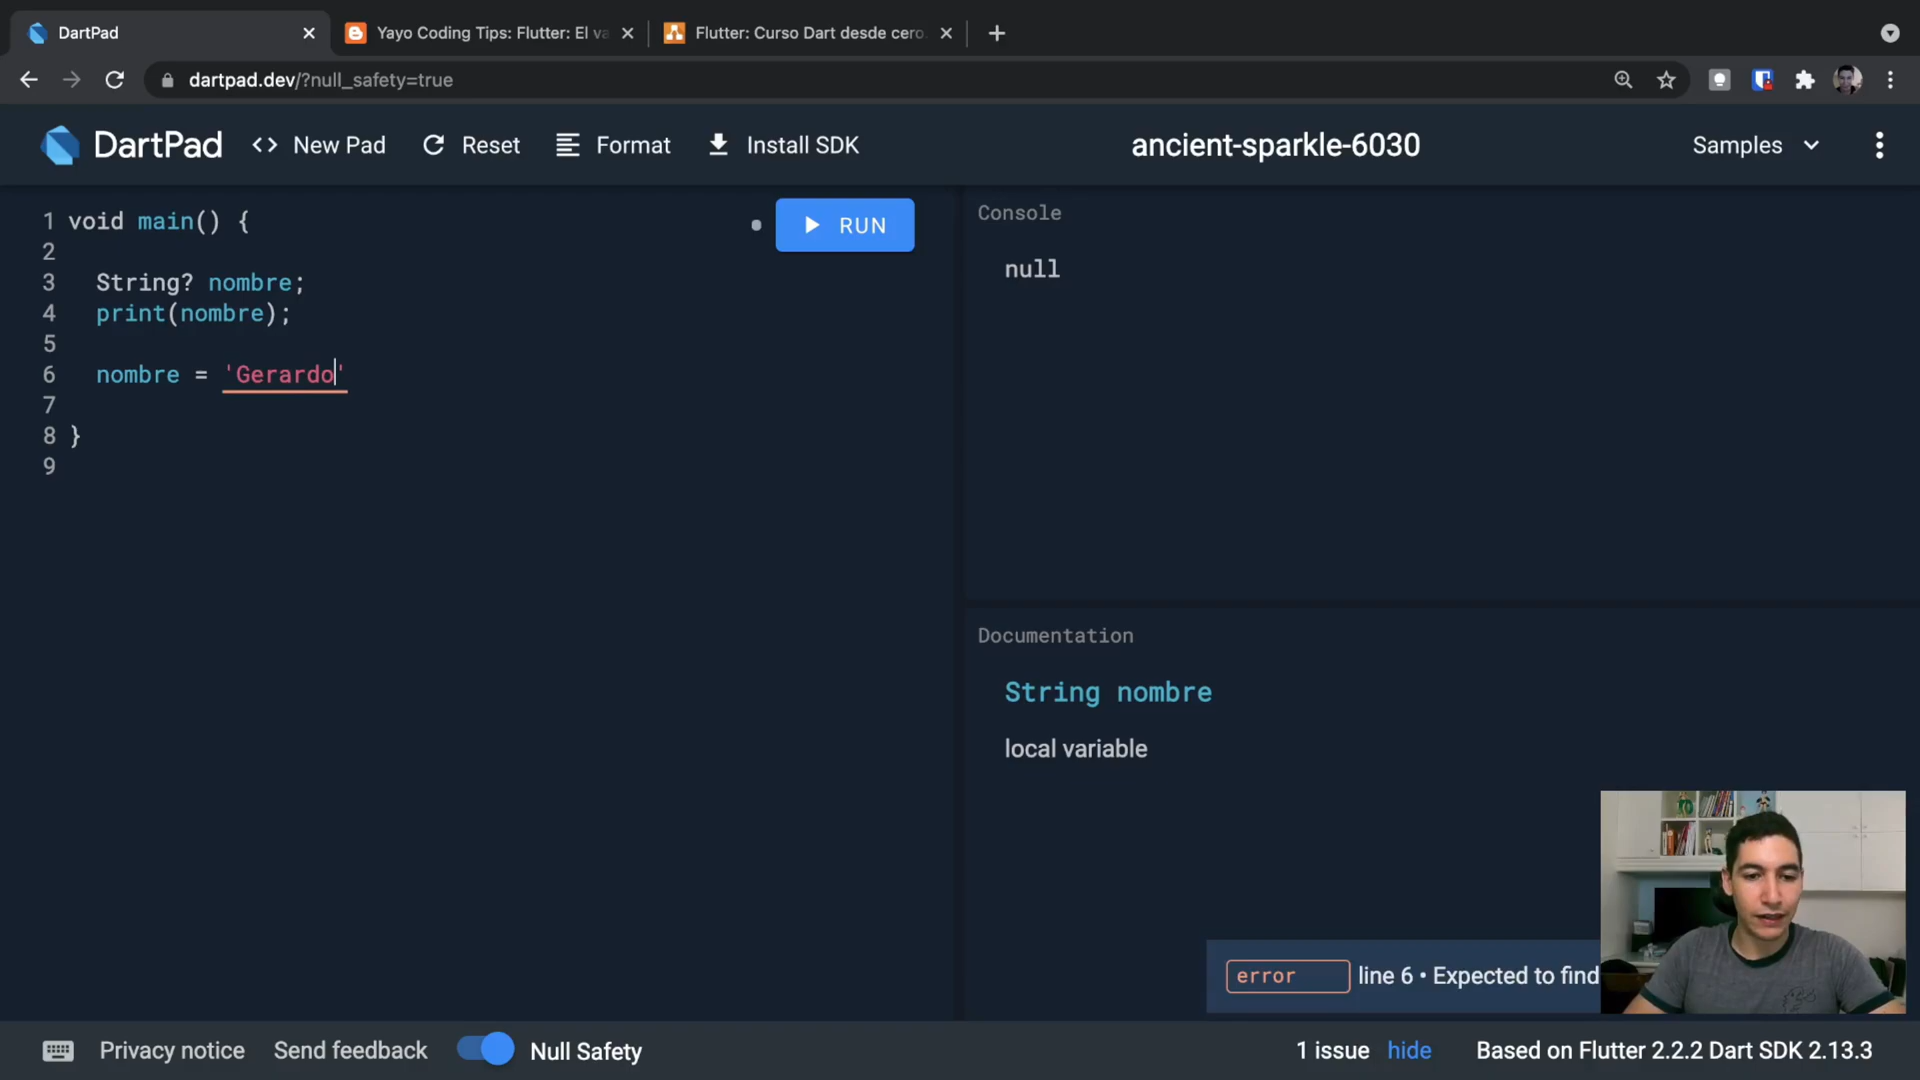 DartPad
Yayo Coding Tips: Flutter: El va
Flutter: Curso Dart desde cero.
dartpad.dev/?null_safety=true
DartPad
<> New Pad
Reset
Format
Install SDK
ancient-sparkle-6030
Samples
1 void main() {
2
3 String? nombre;
4 print(nombre);
5
6 nombre = 'Gerardo'
7
8 }
9
RUN
Console
null
Documentation
String nombre
local variable
error line 6 • Expected to find
Privacy notice
Send feedback
Null Safety
1 issue hide
Based on Flutter 2.2.2 Dart SDK 2.13.3